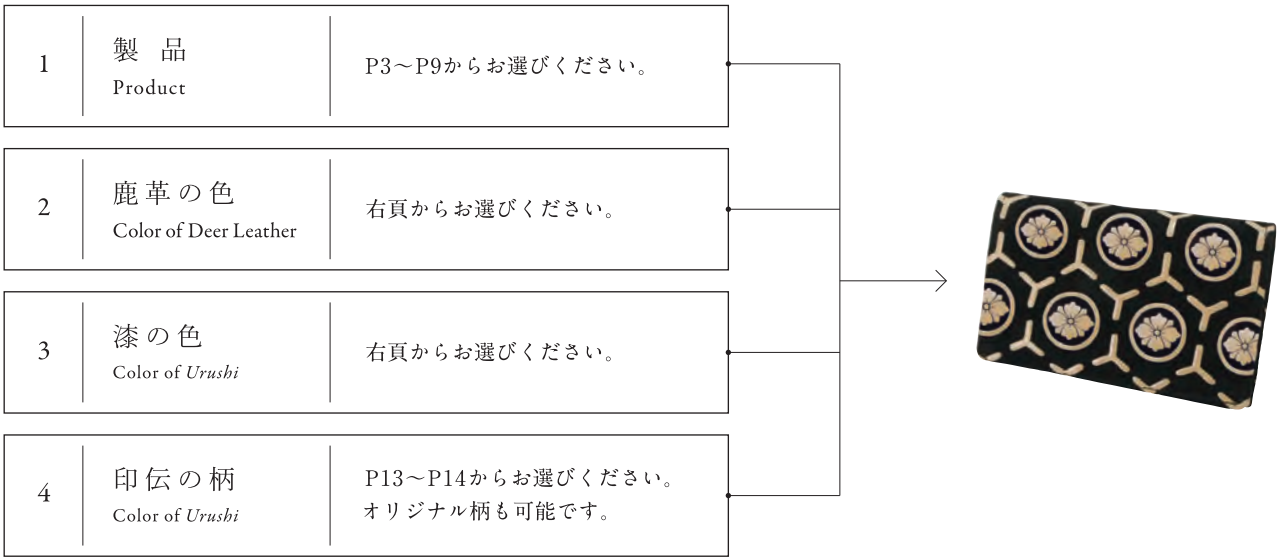 1
製 品
Product
P3〜P9からお選びください。
2
鹿革の色
Color of Deer Leather
右頁からお選びください。
3
漆の色
Color of Urushi
右頁からお選びください。
4
印伝の柄
Color of Urushi
P13〜P14からお選びください。
オリジナル柄も可能です。